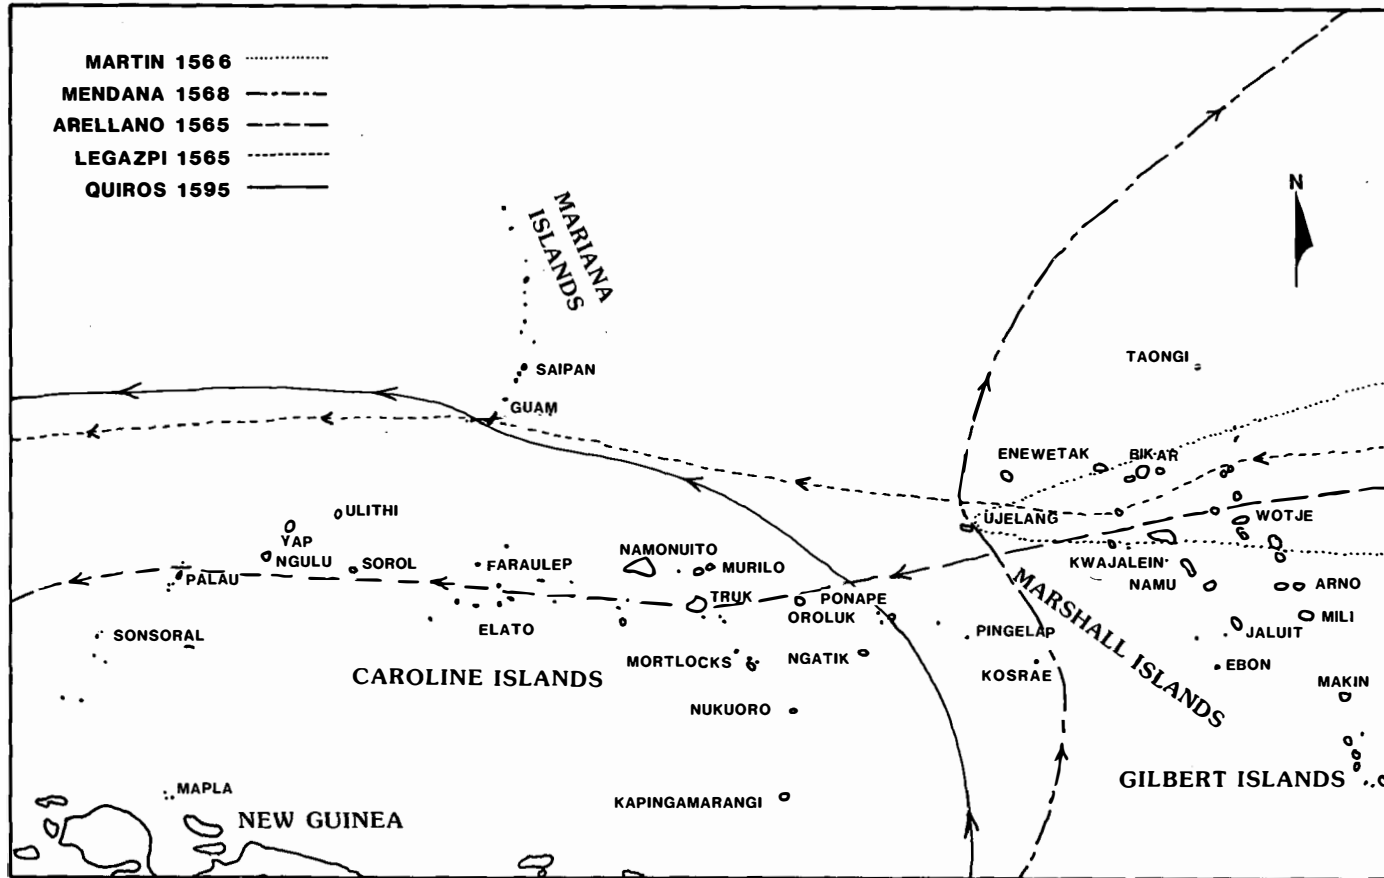 MARTIN 1566
MENDANA 1568
ARELLANO 1565
LEGAZPI 1565
QUIROS 1595
N
MARIANA
ISLANDS
TAONGI
SAIPAN
GUAM
ENEWETAK
BIK·AR
ULITHI
UJELANG
WOTJE
YAP
NGULU
SOROL
FARAULEP
NAMONUITO
MURILO
KWAJALEIN
PALAU
NAMU
ARNO
TRUK
OROLUK
PONAPE
MILI
SONSORAL
ELATO
PINGELAP
JALUIT
MORTLOCKS
NGATIK
KOSRAE
EBON
CAROLINE ISLANDS
MARSHALL ISLANDS
MAKIN
NUKUORO
GILBERT ISLANDS
MAPLA
KAPINGAMARANGI
NEW GUINEA